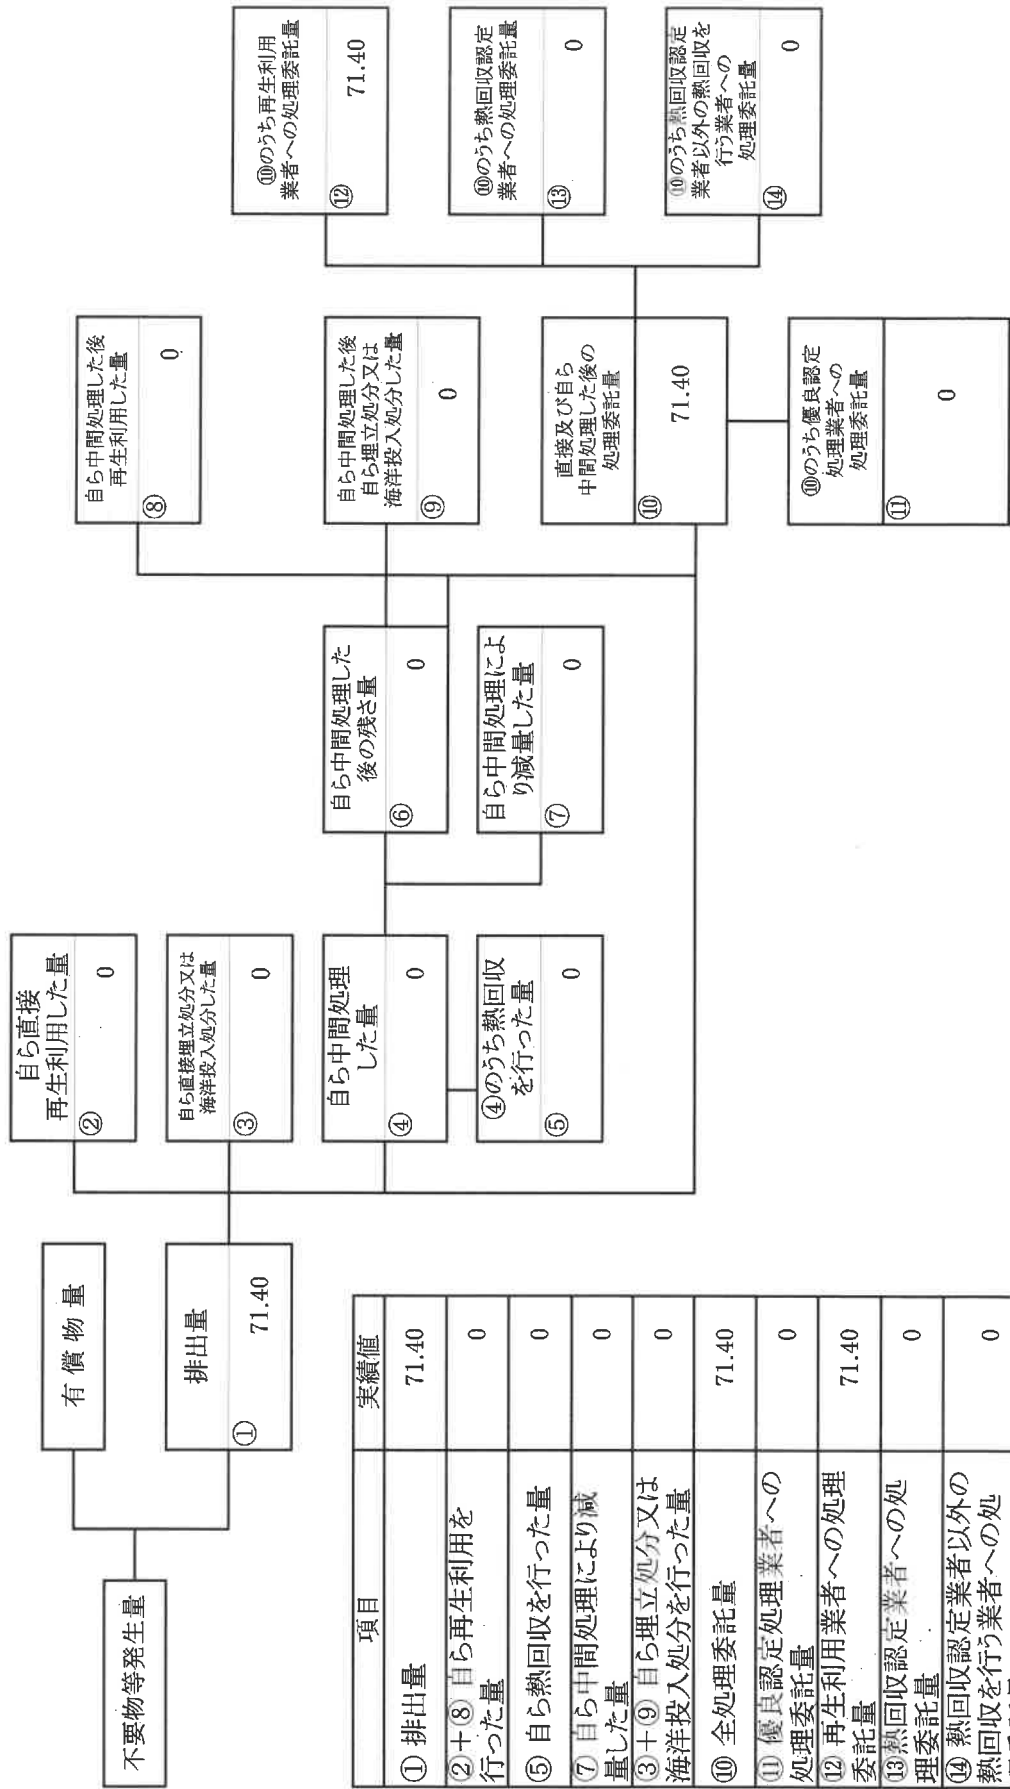 不要物等発生量
有償物量
排出量
①
71.40
自ら直接
再生利用した量
②
0
自ら直接埋立処分又は
海洋投入処分した量
③
0
自ら中間処理
した量
④
0
④のうち熱回収
を行った量
⑤
0
自ら中間処理した
後の残さ量
⑥
0
自ら中間処理によ
り減量した量
⑦
0
自ら中間処理した後
再生利用した量
⑧
0
自ら中間処理した後
自ら埋立処分又は
海洋投入処分した量
⑨
0
直接及び自ら
中間処理した後の
処理委託量
⑩
71.40
⑩のうち優良認定
処理業者への
処理委託量
⑪
0
⑩のうち再生利用
業者への処理委託量
⑫
71.40
⑩のうち熱回収認定
業者への処理委託量
⑬
0
⑩のうち熱回収認定
業者以外の熱回収を
行う業者への
処理委託量
⑭
0
項目 実績値
① 排出量 71.40
②+⑧ 自ら再生利用を
行った量 0
⑤ 自ら熱回収を行った量 0
⑦ 自ら中間処理により減
量した量 0
③+⑨ 自ら埋立処分又は
海洋投入処分を行った量 0
⑩ 全処理委託量 71.40
⑪ 優良認定処理業者への
処理委託量 0
⑫ 再生利用業者への処理
委託量 71.40
⑬熱回収認定業者への処
理委託量 0
⑭ 熱回収認定業者以外の
熱回収を行う業者への処 0